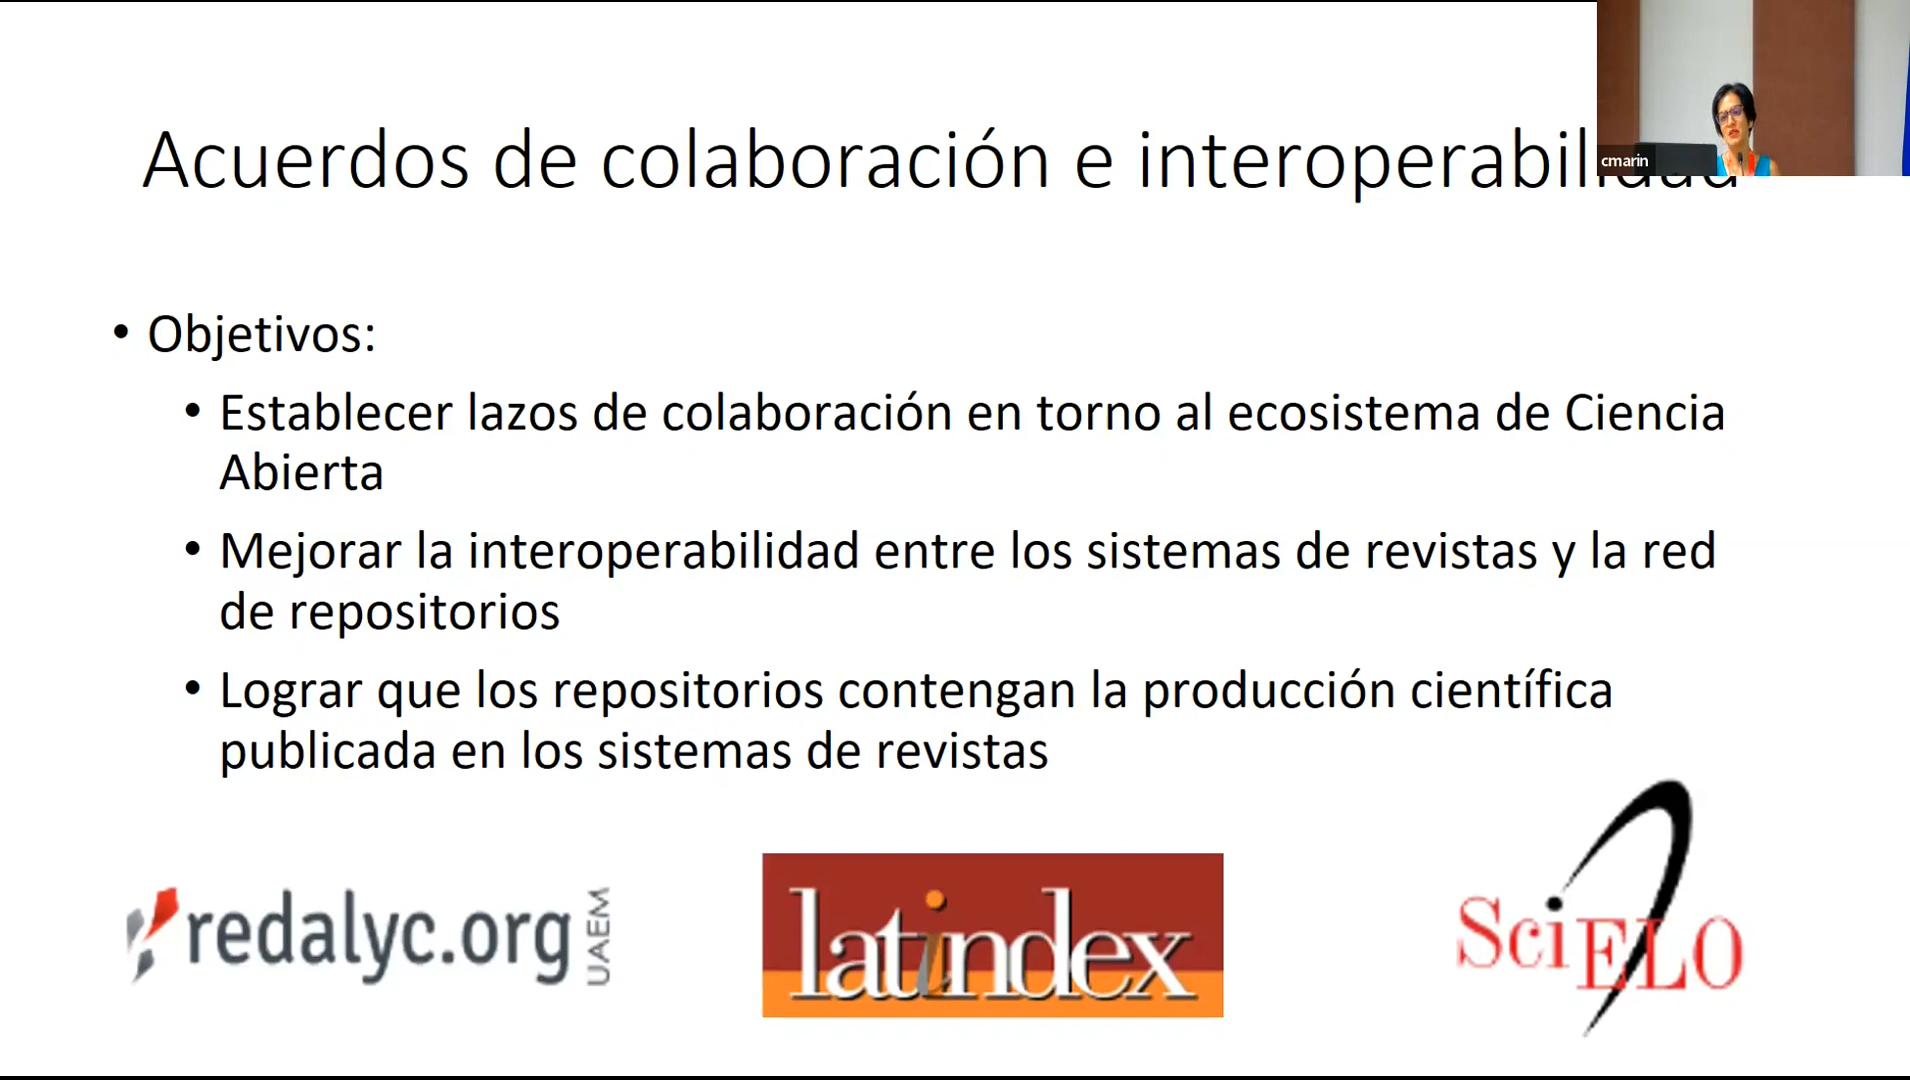 Acuerdos de colaboración e interoperabilidad
cmarin
• Objetivos:
• Establecer lazos de colaboración en torno al ecosistema de Ciencia
Abierta
• Mejorar la interoperabilidad entre los sistemas de revistas y la red
de repositorios
• Lograr que los repositorios contengan la producción científica
publicada en los sistemas de revistas
redalyc.org
UAEM
latindex
SciELO